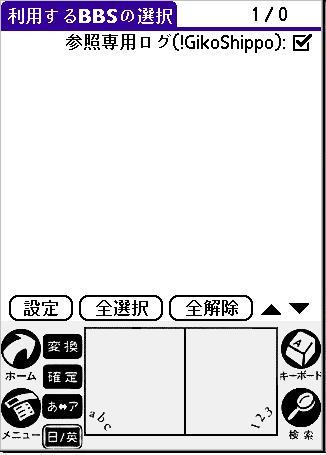 利用するBBSの選択 1 / 0
参照専用ログ(!GikoShippo): ☑
設定 全選択 全解除
変換
ホーム 確定 キーボード
あ⇔ア
abc 123
メニュー 日/英 検索